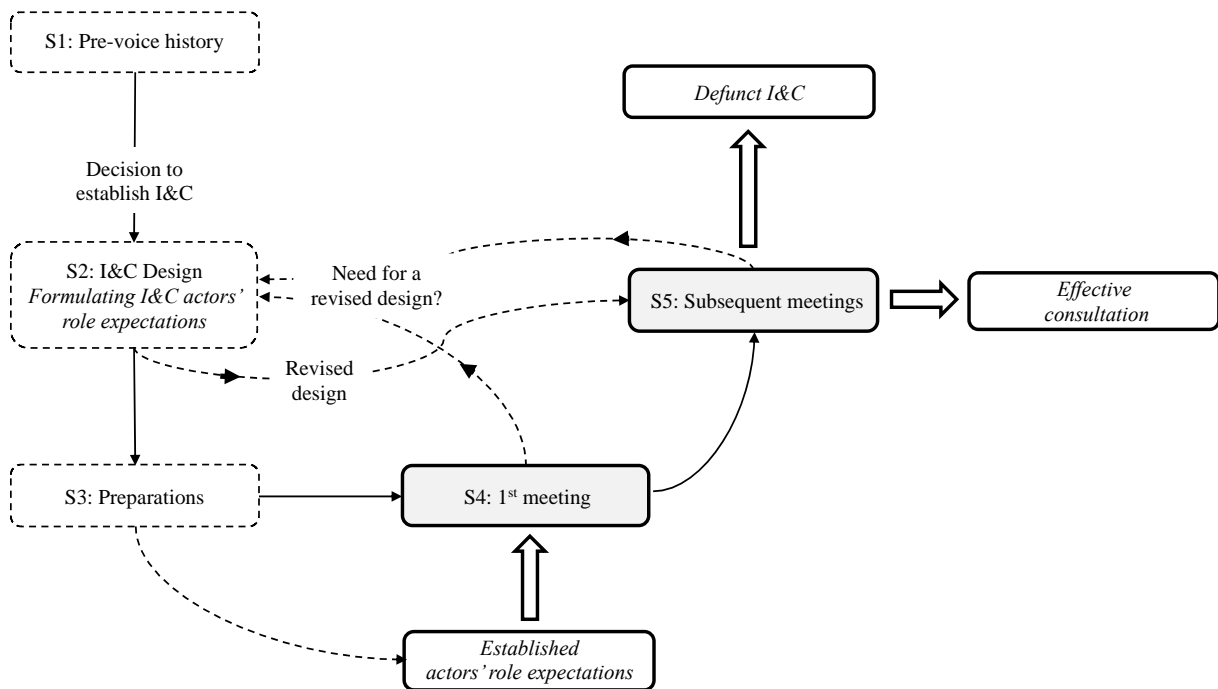 S1: Pre-voice history
Defunct I&C
Decision to
establish I&C
S2: I&C Design
Formulating I&C actors’
role expectations
Need for a
revised design?
S5: Subsequent meetings
Effective
consultation
Revised
design
S3: Preparations
S4: 1st meeting
Established
actors’ role expectations